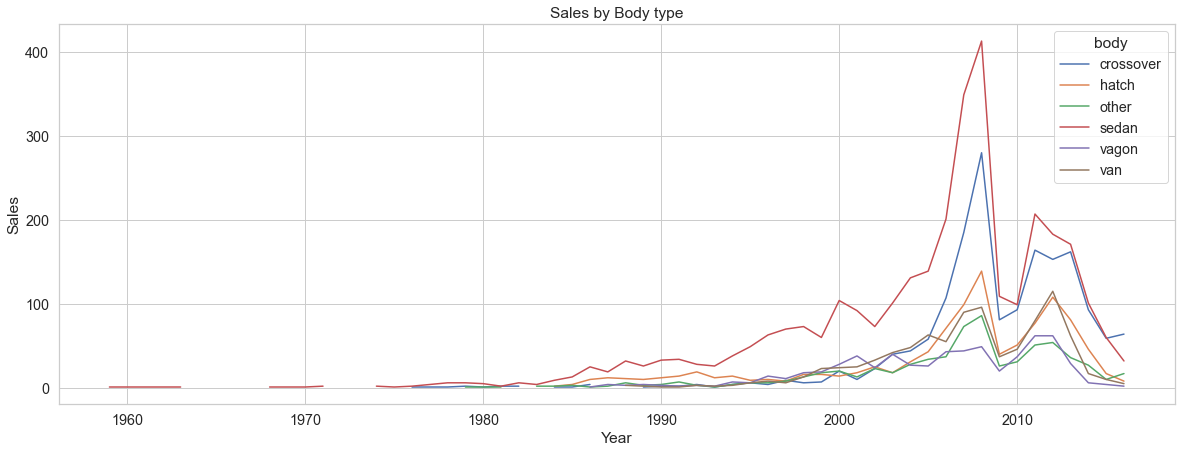 Sales by Body type
400
300
200
100
0
Sales
1960 1970 1980 1990 2000 2010
Year
body
crossover
hatch
other
sedan
vagon
van